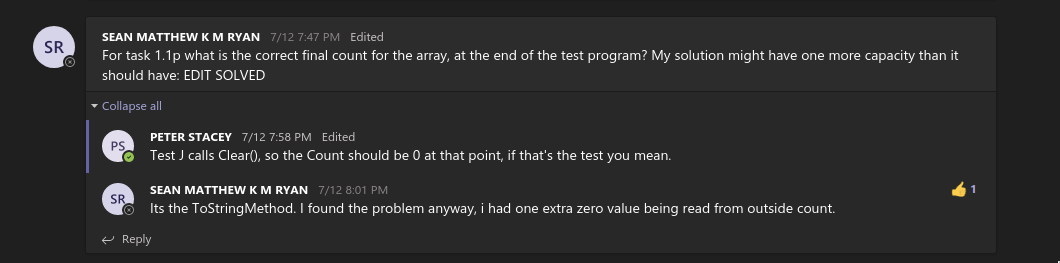 SR
SEAN MATTHEW K M RYAN 7/12 7:47 PM Edited
For task 1.1p what is the correct final count for the array, at the end of the test program? My solution might have one more capacity than it
should have: EDIT SOLVED
Collapse all
PS
PETER STACEY 7/12 7:58 PM Edited
Test J calls Clear(), so the Count should be 0 at that point, if that's the test you mean.
SR
SEAN MATTHEW K M RYAN 7/12 8:01 PM
1
Its the ToStringMethod. I found the problem anyway, i had one extra zero value being read from outside count.
Reply